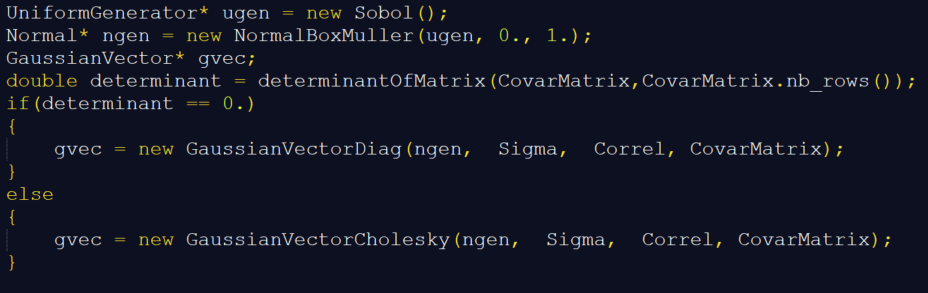 UniformGenerator* ugen = new Sobol();
Normal* ngen = new NormalBoxMuller(ugen, 0., 1.);
GaussianVector* gvec;
double determinant = determinantOfMatrix(CovarMatrix,CovarMatrix.nb_rows());
if(determinant == 0.)
{
    gvec = new GaussianVectorDiag(ngen,  Sigma,  Correl, CovarMatrix);
}
else
{
    gvec = new GaussianVectorCholesky(ngen,  Sigma,  Correl, CovarMatrix);
}